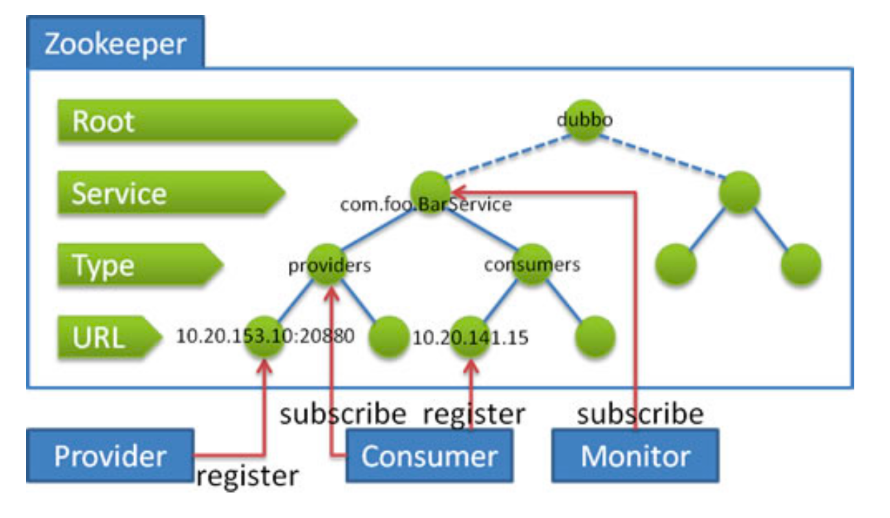 Zookeeper
Root
dubbo
Service
com.foo.BarService
Type
providers
consumers
URL
10.20.153.10:20880
10.20.141.15
subscribe
register
subscribe
Provider
register
Consumer
Monitor